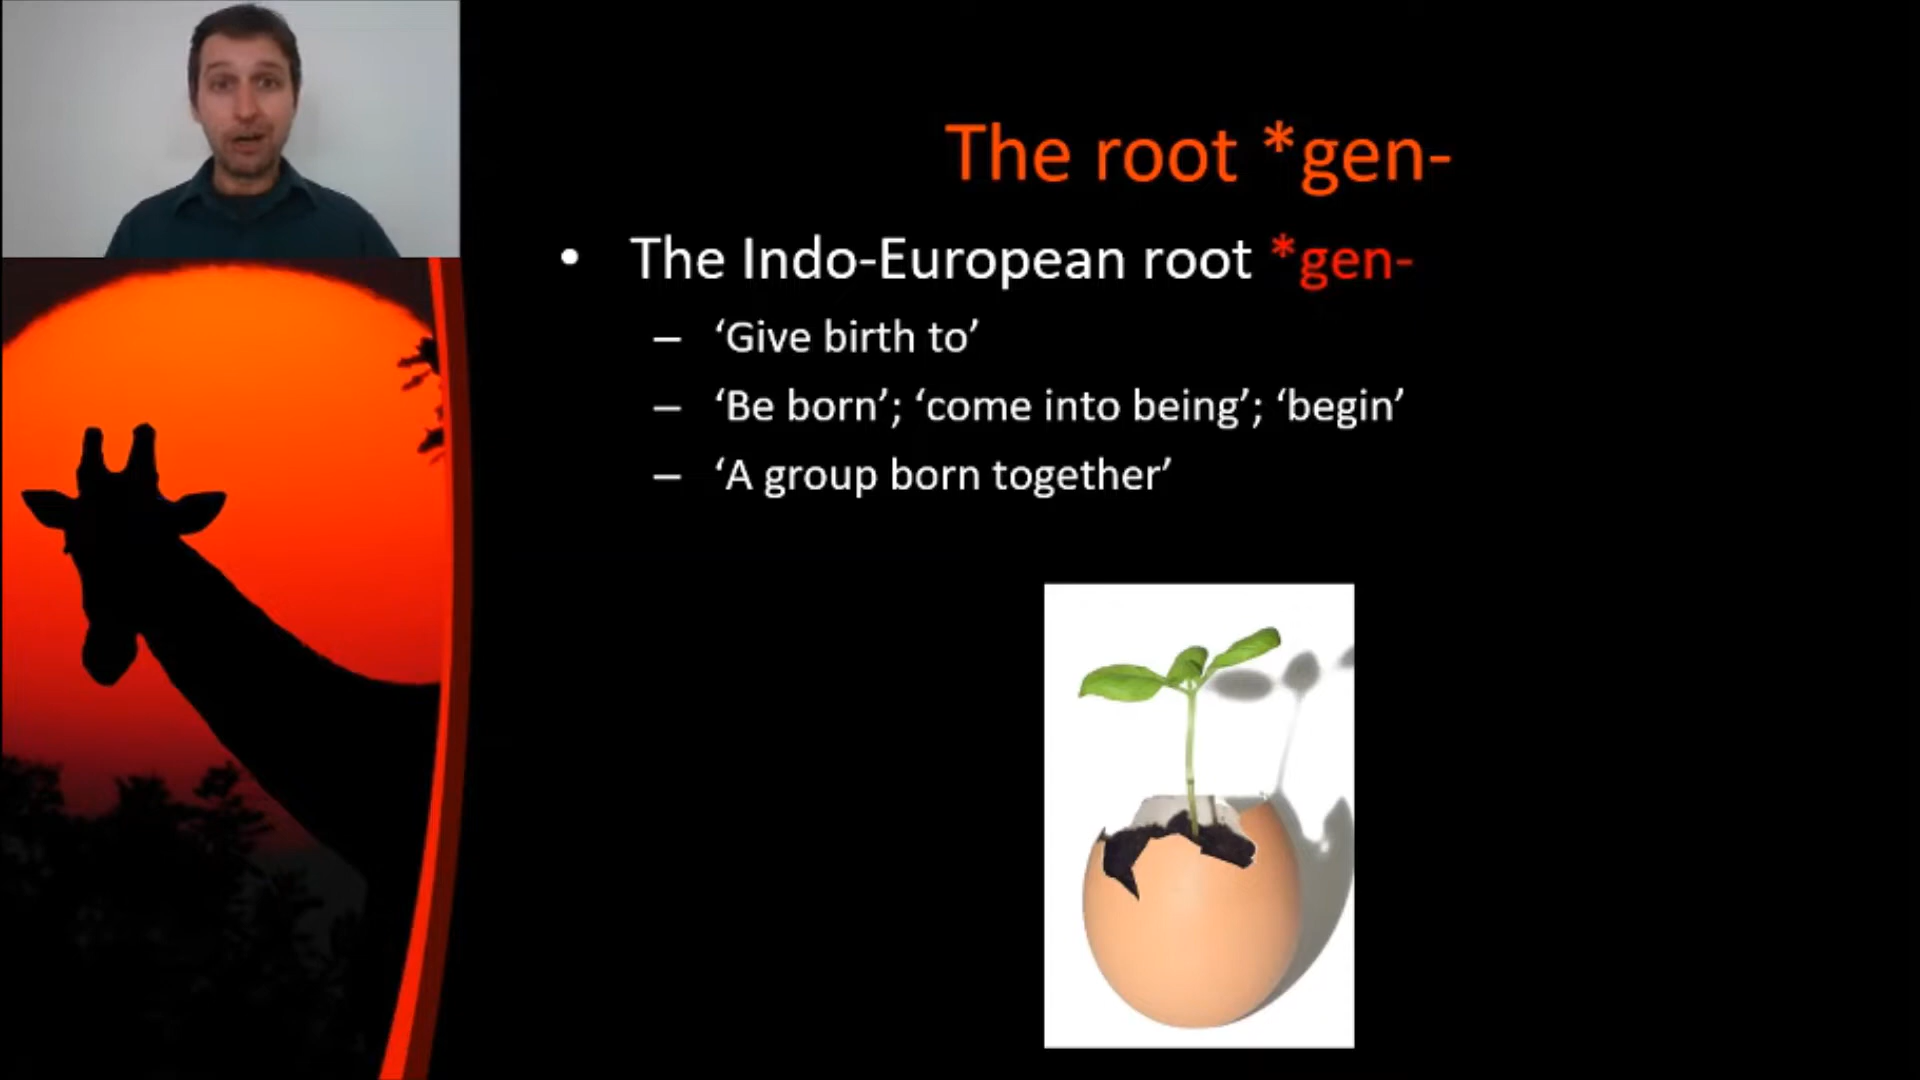 The root *gen-
• The Indo-European root *gen-
– ‘Give birth to’
– ‘Be born’; ‘come into being’; ‘begin’
– ‘A group born together’